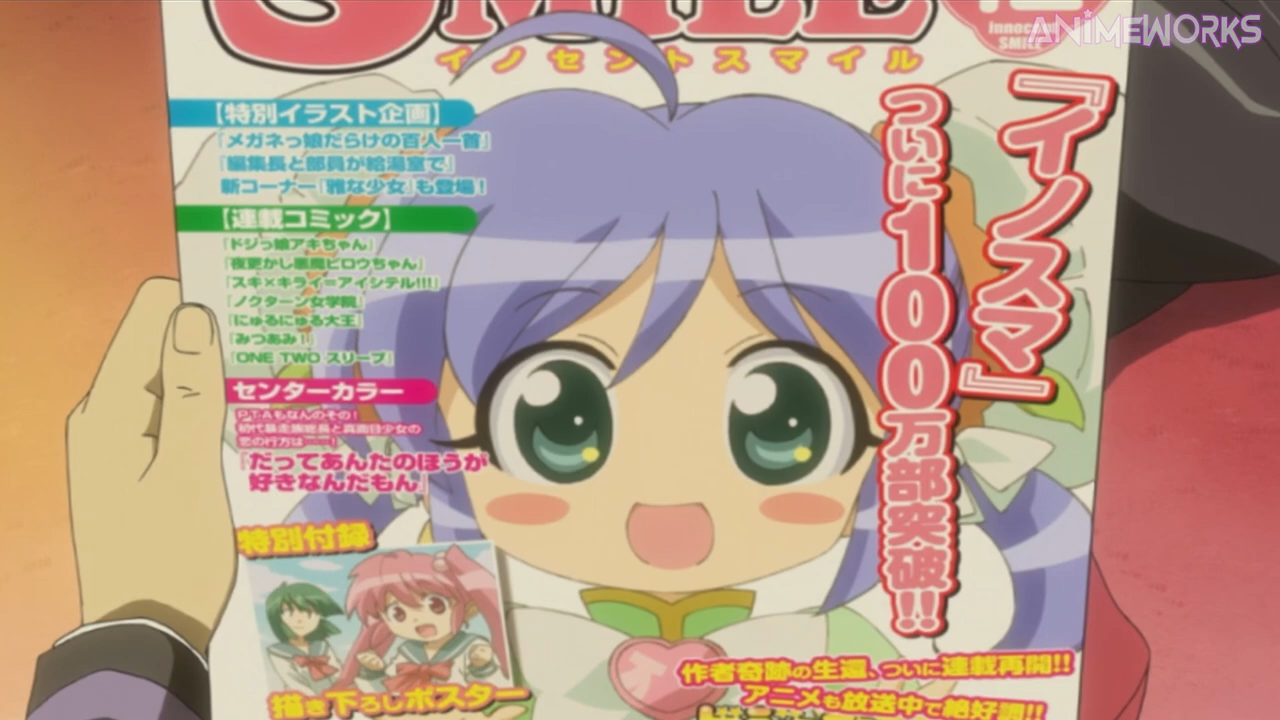 SMILE
イノセントスマイル
Innocent
SMILE
ANIMEWORKS
『イノスマ』
ついに100万部突破!!
【特別イラスト企画】
『メガネっ娘だらけの百人一首』
『編集長と部員が給湯室で』
新コーナー『雅な少女』も登場!
【連載コミック】
『ドジっ娘アキちゃん』
『夜更かし悪魔ピロウちゃん』
『スキ×キライ=アイシテル!!!』
『ノクターン女学院』
『にゅるにゅる大王』
『みつあみ!』
『ONE TWO スリープ』
センターカラー
PTAもなんのその!
初代暴走族総長と真面目少女の
恋の行方は——!
『だってあんたのほうが
好きなんだもん』
特別付録
描き下ろしポスター
作者奇跡の生還、ついに連載再開!!
アニメも放送中で絶好調!!